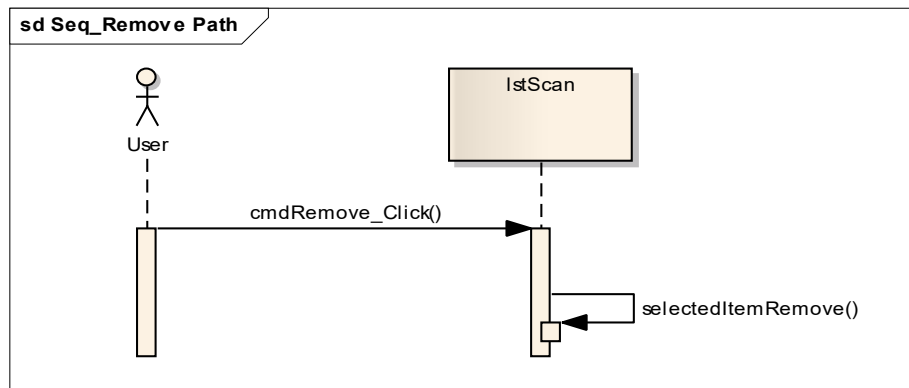 sd Seq_Remove Path
lstScan
User
cmdRemove_Click()
selectedItemRemove()